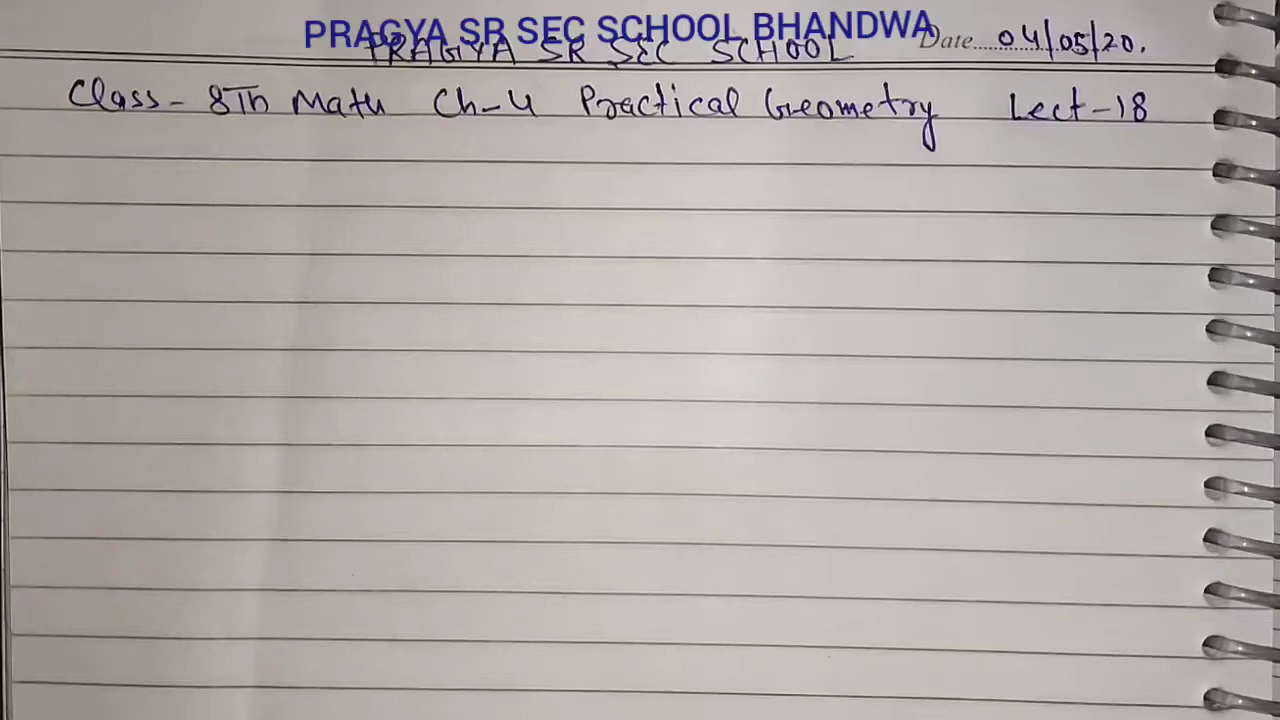 PRAGYA SR SEC SCHOOL BHANDWA
PRAGYA SR SEC SCHOOL
Date 04/05/20.
Class - 8Th Math Ch-4 Practical Geometry Lect-18